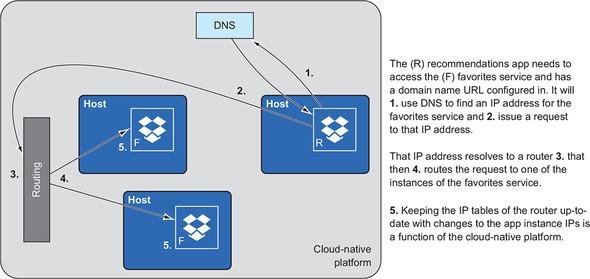 DNS
1.
2.
Host
Host
5.
F
R
3.
Routing
4.
Host
5.
F
Cloud-native
platform
The (R) recommendations app needs to
access the (F) favorites service and has
a domain name URL configured in. It will
1. use DNS to find an IP address for the
favorites service and 2. issue a request
to that IP address.
That IP address resolves to a router 3. that
then 4. routes the request to one of the
instances of the favorites service.
5. Keeping the IP tables of the router up-to-
date with changes to the app instance IPs is
a function of the cloud-native platform.